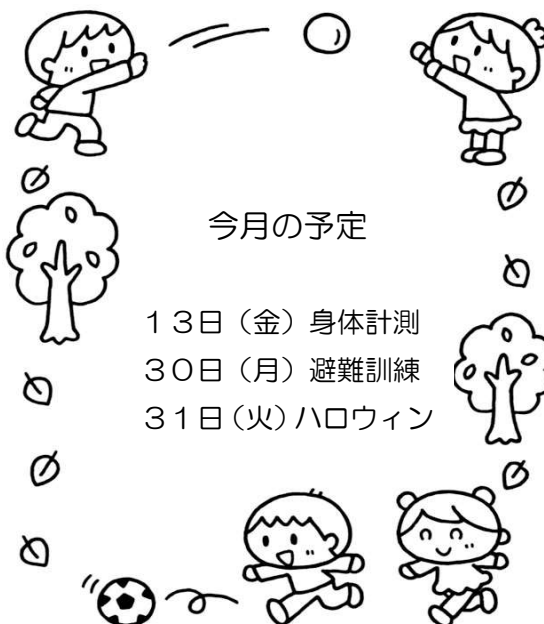 今月の予定
１３日（金）身体計測
３０日（月）避難訓練
３１日（火）ハロウィン